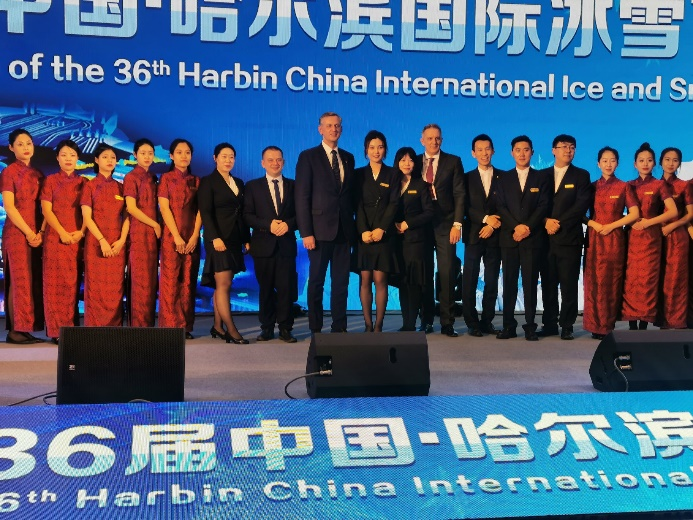 中国·哈尔滨国际冰雪
of the 36th Harbin China International Ice and
36届中国·哈尔滨
6th Harbin China International